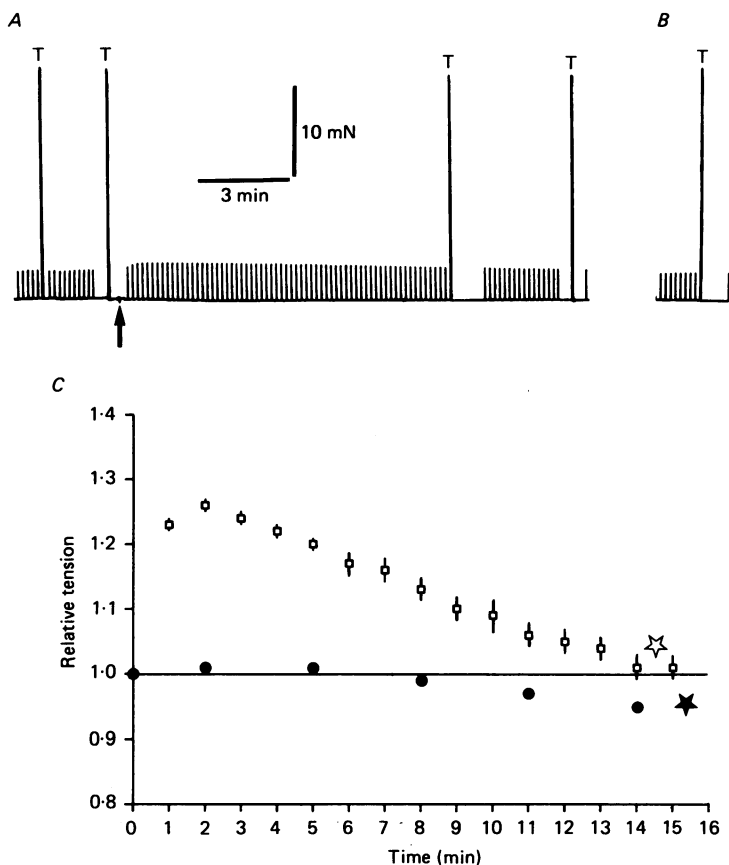 A
B
T T T T T
10 mN
3 min
C
1·4
1·3
1·2
1·1
1·0
0·9
0·8
Relative tension
0 1 2 3 4 5 6 7 8 9 10 11 12 13 14 15 16
Time (min)